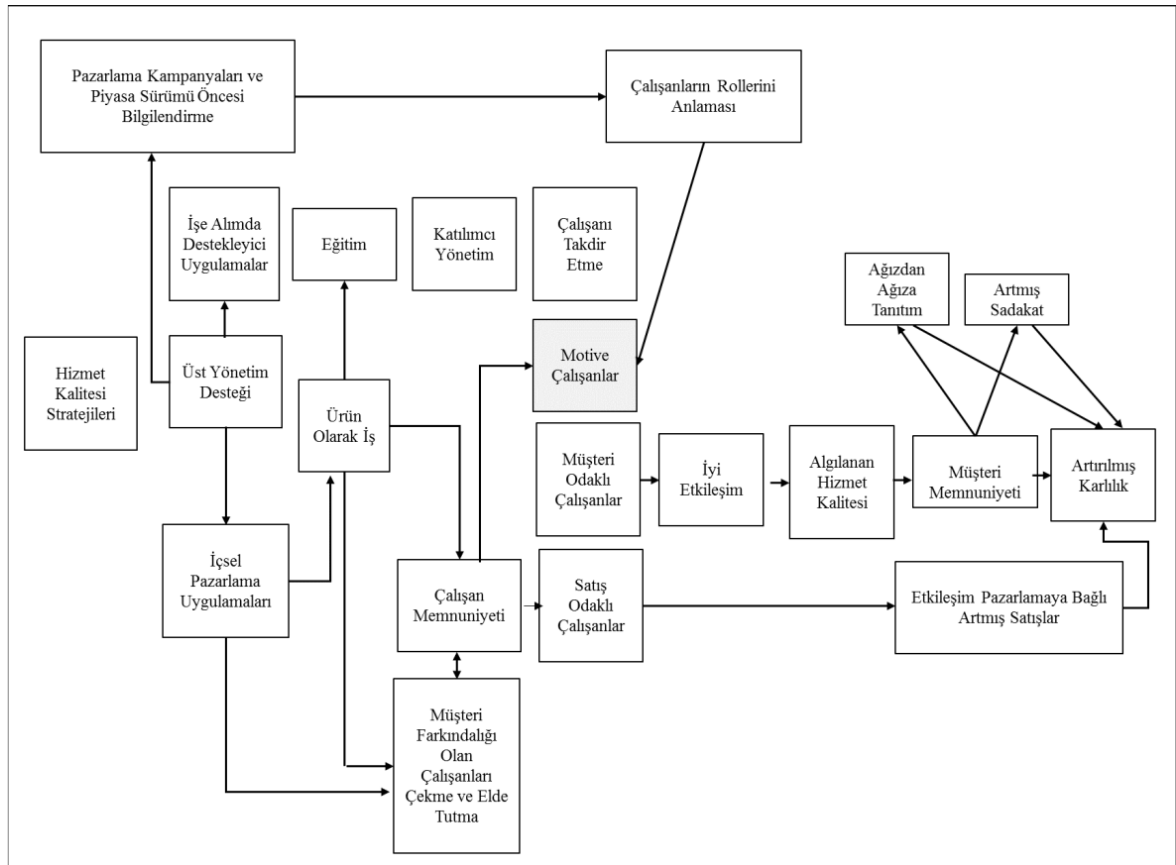 Pazarlama Kampanyaları ve
Piyasa Sürümü Öncesi
Bilgilendirme
Çalışanların Rollerini
Anlaması
İşe Alımda
Destekleyici
Uygulamalar
Eğitim
Katılımcı
Yönetim
Çalışanı
Takdir
Etme
Ağızdan
Ağıza
Tanıtım
Artmış
Sadakat
Hizmet
Kalitesi
Stratejileri
Üst Yönetim
Desteği
Ürün
Olarak İş
Motive
Çalışanlar
Müşteri
Odaklı
Çalışanlar
İyi
Etkileşim
Algılanan
Hizmet
Kalitesi
Müşteri
Memnuniyeti
Artırılmış
Karlılık
İçsel
Pazarlama
Uygulamaları
Çalışan
Memnuniyeti
Satış
Odaklı
Çalışanlar
Etkileşim Pazarlamaya Bağlı
Artmış Satışlar
Müşteri
Farkındalığı
Olan
Çalışanları
Çekme ve Elde
Tutma